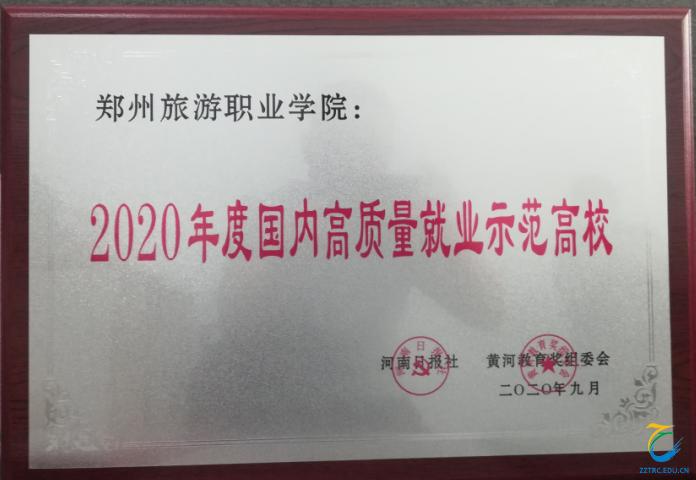 郑州旅游职业学院：
2020年度国内高质量就业示范高校
河南日报社 黄河教育奖组委会
二〇二〇年九月
ZZTRC.EDU.CN